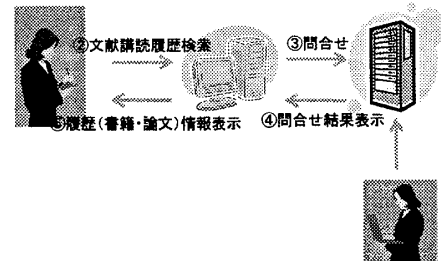 ②文献講読履歴検索
③問合せ
⑤履歴(書籍・論文)情報表示
④問合せ結果表示